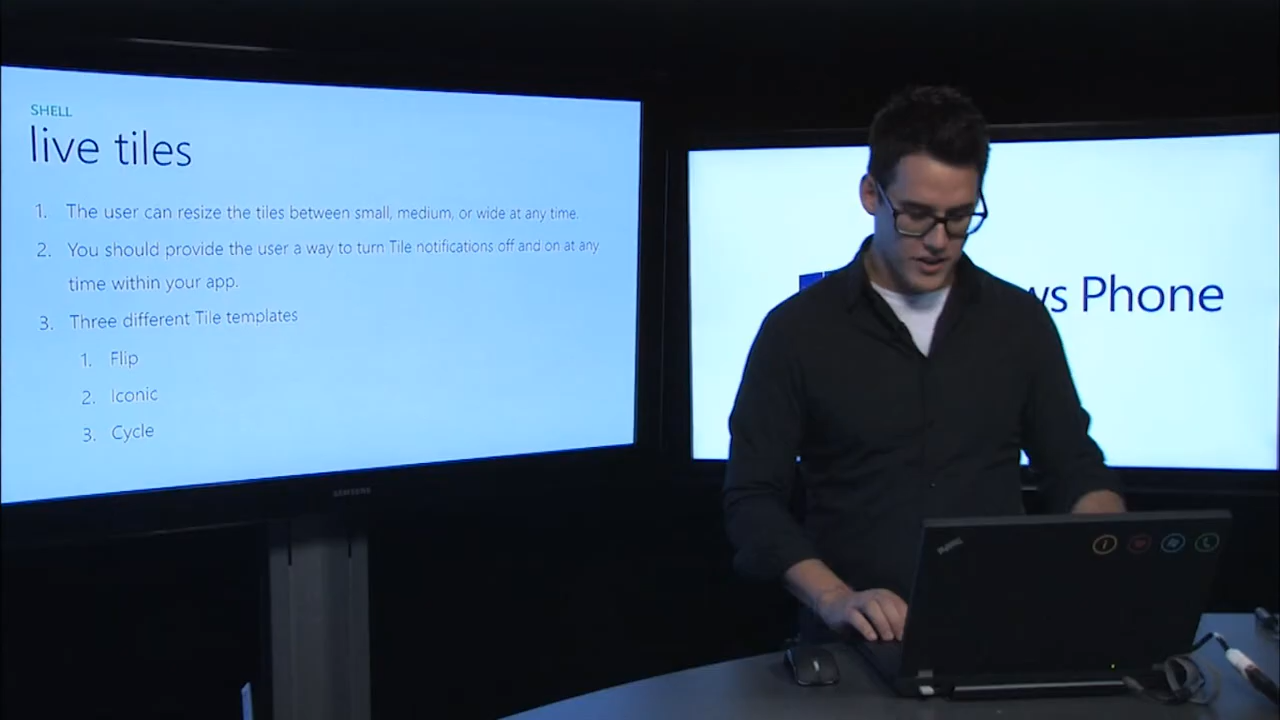 SHELL
live tiles
1. The user can resize the tiles between small, medium, or wide at any time.
2. You should provide the user a way to turn Tile notifications off and on at any
time within your app.
3. Three different Tile templates
1. Flip
2. Iconic
3. Cycle
ws Phone
SAMSUNG
ThinkPad